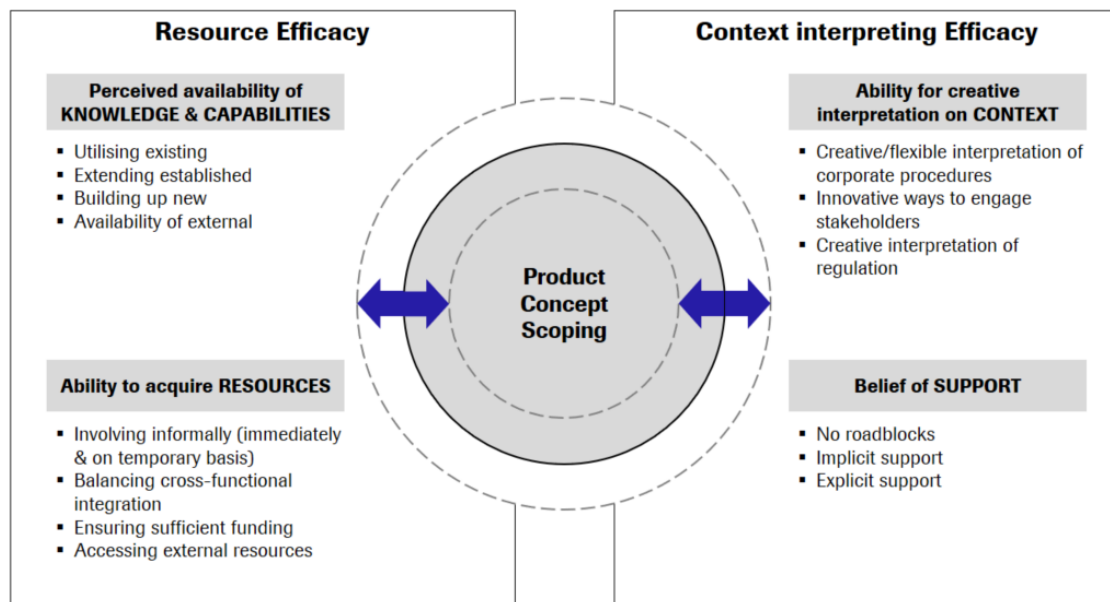 Resource Efficacy
Perceived availability of
KNOWLEDGE & CAPABILITIES
▪ Utilising existing
▪ Extending established
▪ Building up new
▪ Availability of external
Ability to acquire RESOURCES
▪ Involving informally (immediately
& on temporary basis)
▪ Balancing cross-functional
integration
▪ Ensuring sufficient funding
▪ Accessing external resources
Product
Concept
Scoping
Context interpreting Efficacy
Ability for creative
interpretation on CONTEXT
▪ Creative/flexible interpretation of
corporate procedures
▪ Innovative ways to engage
stakeholders
▪ Creative interpretation of
regulation
Belief of SUPPORT
▪ No roadblocks
▪ Implicit support
▪ Explicit support